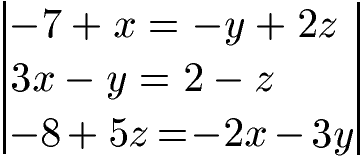 −7 + x = −y + 2z
3x − y = 2 − z
−8 + 5z = −2x − 3y